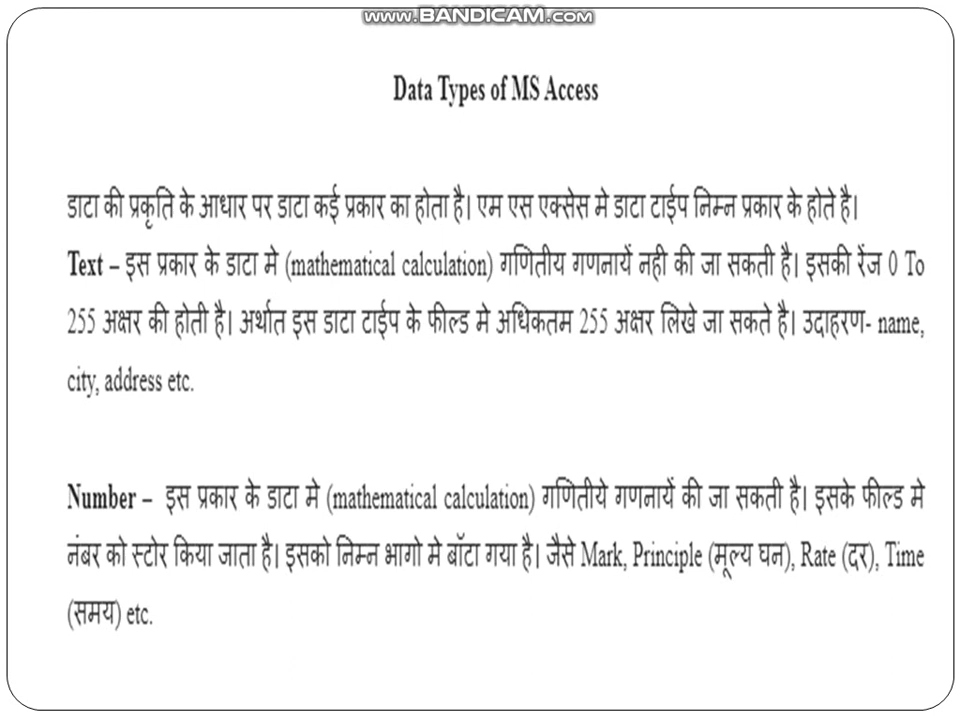 www.BANDICAM.com
Data Types of MS Access
डाटा की प्रकृति के आधार पर डाटा कई प्रकार का होता है। एम एस एक्सेस मे डाटा टाईप निम्न प्रकार के होते है।
Text – इस प्रकार के डाटा मे (mathematical calculation) गणितीय गणनायें नही की जा सकती है। इसकी रेंज 0 To
255 अक्षर की होती है। अर्थात इस डाटा टाईप के फील्ड मे अधिकतम 255 अक्षर लिखे जा सकते है। उदाहरण- name,
city, address etc.
Number – इस प्रकार के डाटा मे (mathematical calculation) गणितीये गणनायें की जा सकती है। इसके फील्ड मे
नंबर को स्टोर किया जाता है। इसको निम्न भागो मे बॉटा गया है। जैसे Mark, Principle (मूल्य घन), Rate (दर), Time
(समय) etc.